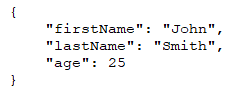 {
    "firstName": "John",
    "lastName": "Smith",
    "age": 25
}